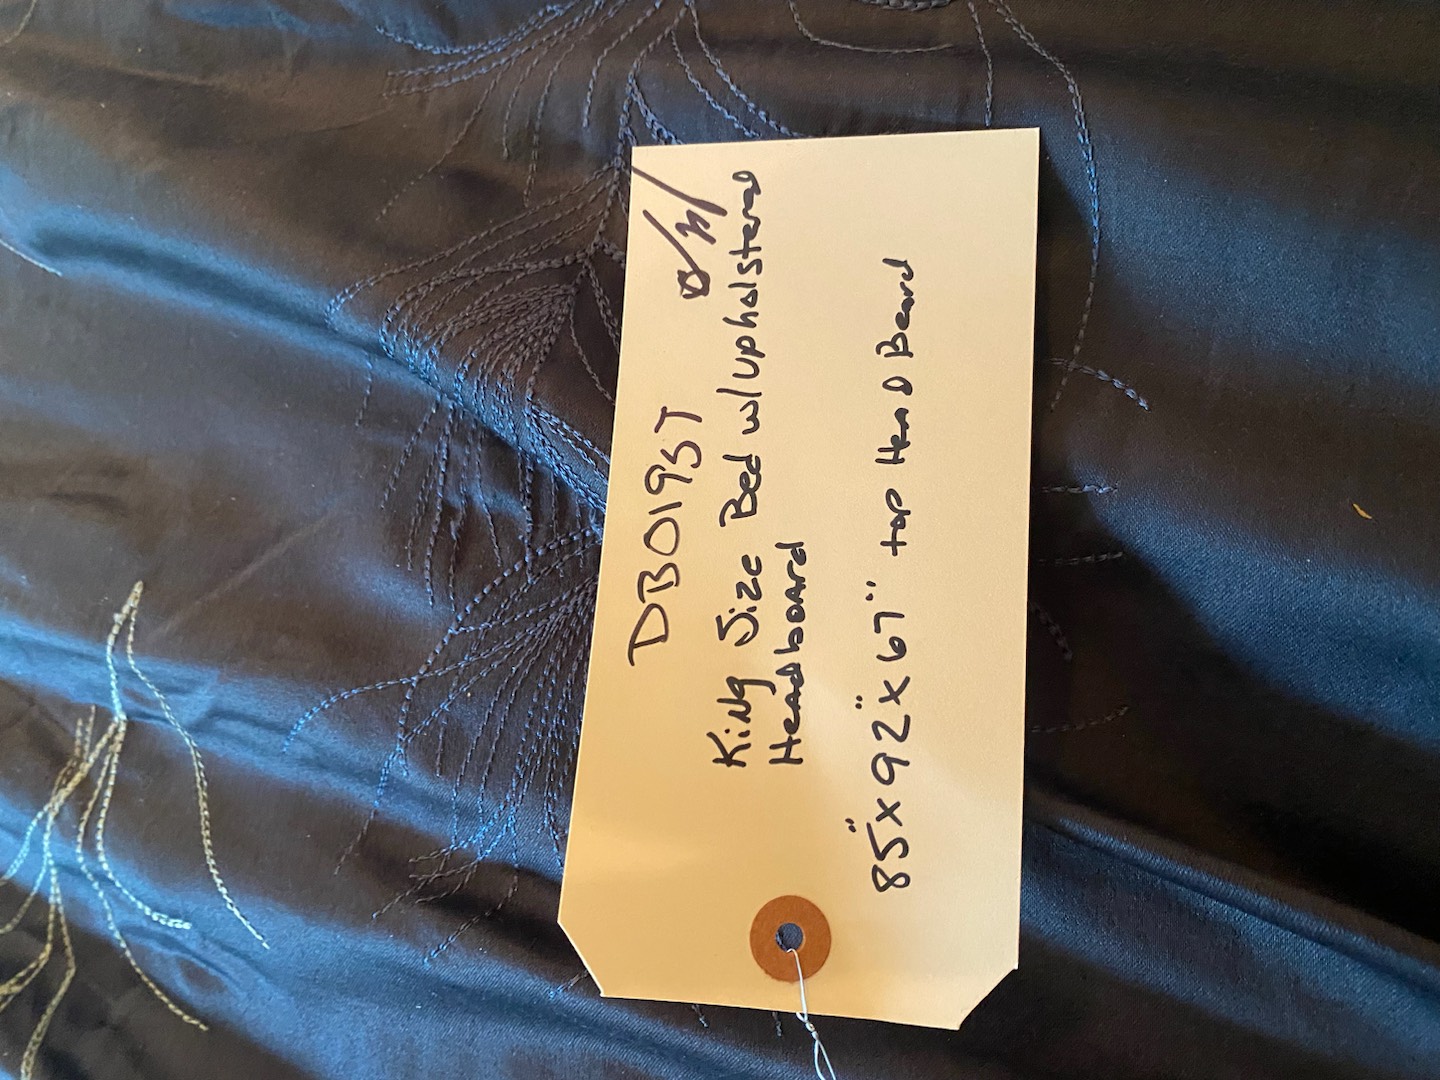 DB0195T
King Size Bed w/upholstered
Headboard
85" x 92" x 67" top Head Board